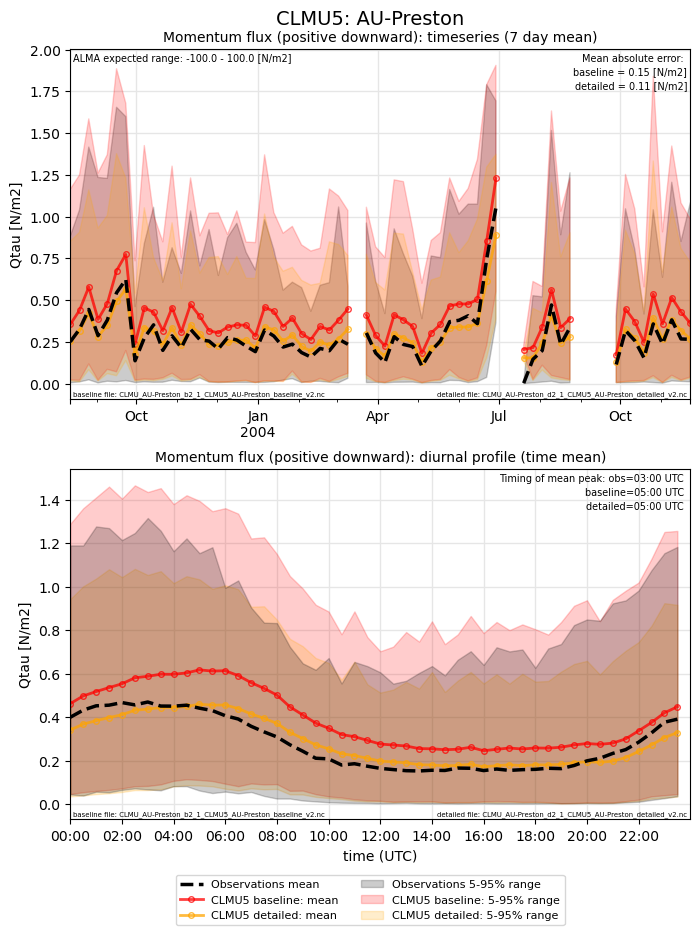 CLMU5: AU-Preston
Momentum flux (positive downward): timeseries (7 day mean)
ALMA expected range: -100.0 - 100.0 [N/m2]
Mean absolute error:
baseline = 0.15 [N/m2]
detailed = 0.11 [N/m2]
2.00
1.75
1.50
1.25
1.00
0.75
0.50
0.25
0.00
Qtau [N/m2]
baseline file: CLMU_AU-Preston_b2_1_CLMU5_AU-Preston_baseline_v2.nc
detailed file: CLMU_AU-Preston_d2_1_CLMU5_AU-Preston_detailed_v2.nc
Oct Jan Apr Jul Oct
2004
Momentum flux (positive downward): diurnal profile (time mean)
Timing of mean peak: obs=03:00 UTC
baseline=05:00 UTC
detailed=05:00 UTC
1.4
1.2
1.0
0.8
0.6
0.4
0.2
0.0
Qtau [N/m2]
baseline file: CLMU_AU-Preston_b2_1_CLMU5_AU-Preston_baseline_v2.nc
detailed file: CLMU_AU-Preston_d2_1_CLMU5_AU-Preston_detailed_v2.nc
00:00 02:00 04:00 06:00 08:00 10:00 12:00 14:00 16:00 18:00 20:00 22:00
time (UTC)
Observations mean
CLMU5 baseline: mean
CLMU5 detailed: mean
Observations 5-95% range
CLMU5 baseline: 5-95% range
CLMU5 detailed: 5-95% range